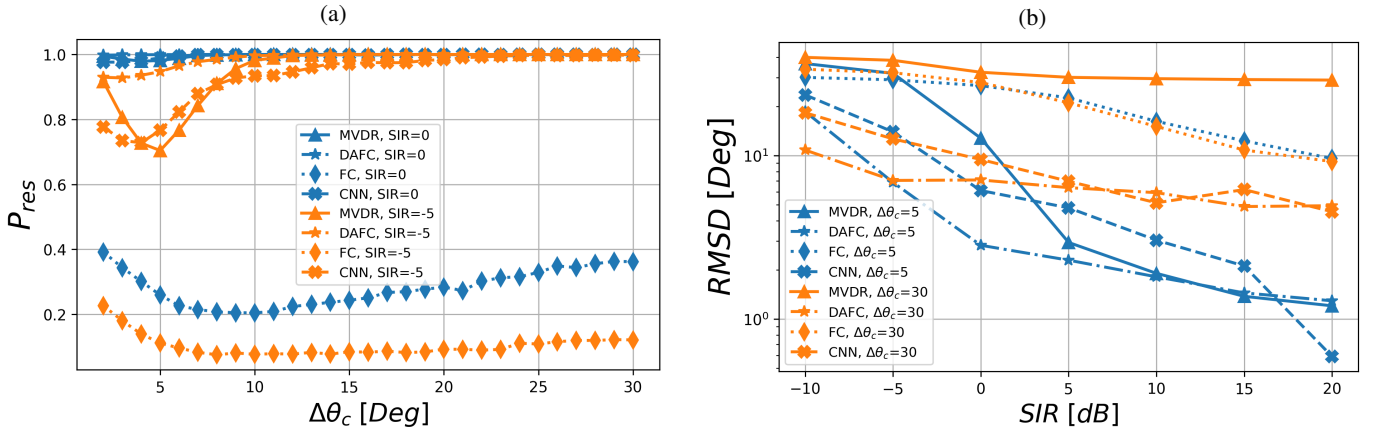 (a)
1.0
0.8
0.6
0.4
0.2
P_res
5
10
15
20
25
30
Δθ_c [Deg]
MVDR, SIR=0
DAFC, SIR=0
FC, SIR=0
CNN, SIR=0
MVDR, SIR=-5
DAFC, SIR=-5
FC, SIR=-5
CNN, SIR=-5
(b)
10¹
10⁰
RMSD [Deg]
−10
−5
0
5
10
15
20
SIR [dB]
MVDR, Δθ_c=5
DAFC, Δθ_c=5
FC, Δθ_c=5
CNN, Δθ_c=5
MVDR, Δθ_c=30
DAFC, Δθ_c=30
FC, Δθ_c=30
CNN, Δθ_c=30